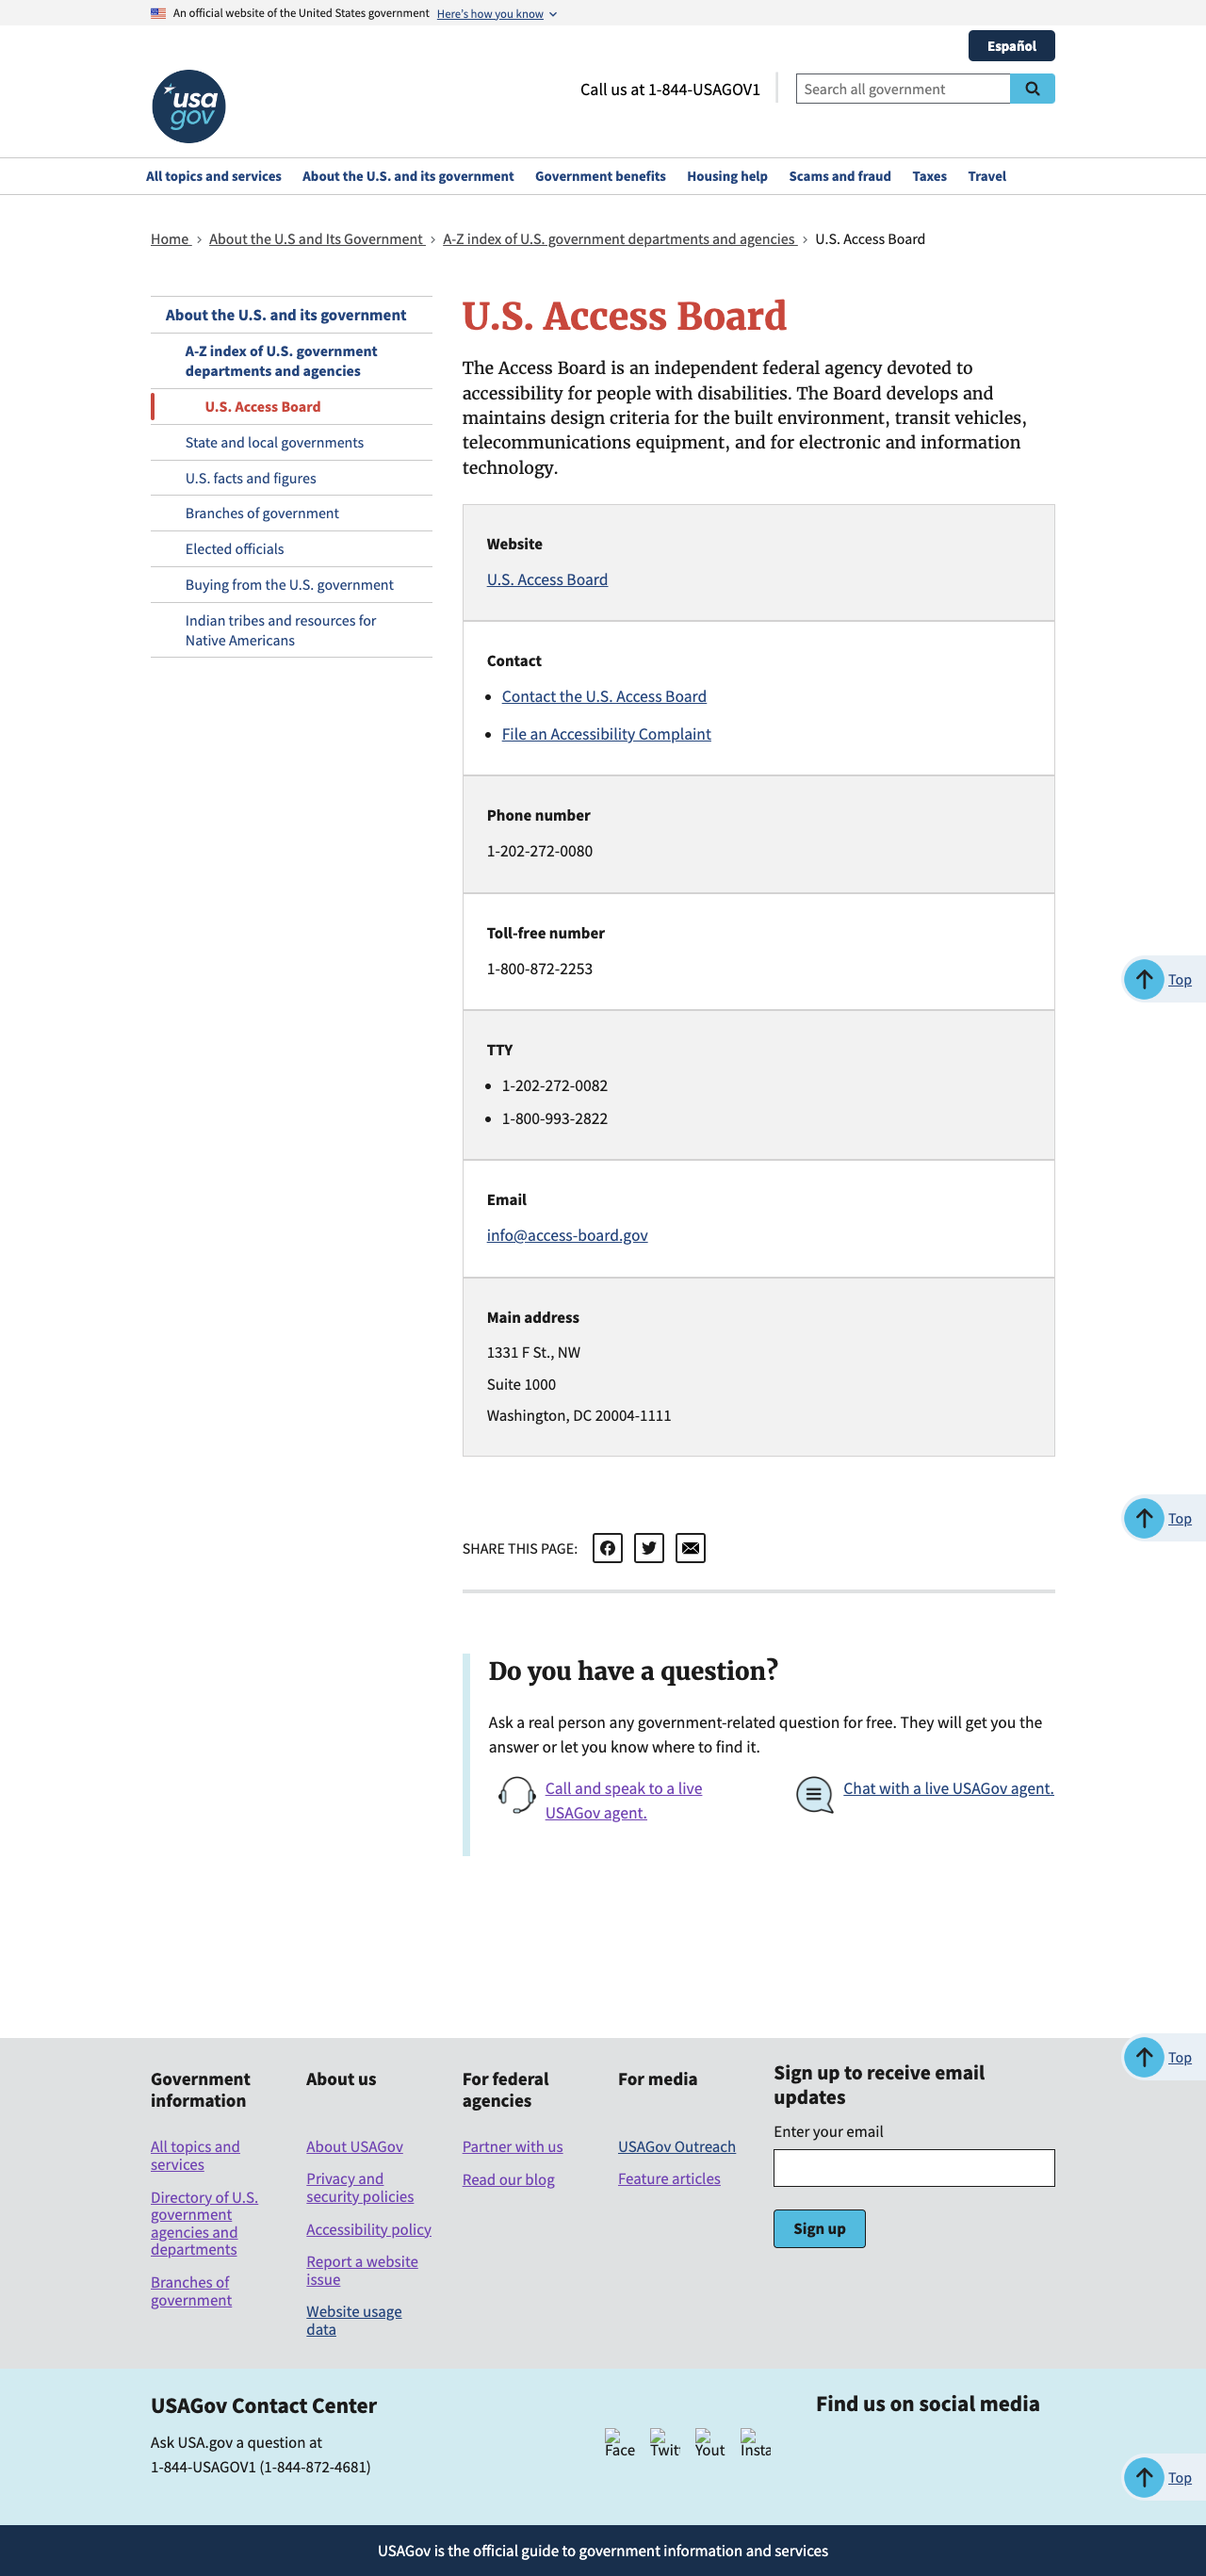 An official website of the United States government Here's how you know
Español
usa
gov
Call us at 1-844-USAGOV1
Search all government
All topics and services About the U.S. and its government Government benefits Housing help Scams and fraud Taxes Travel
Home > About the U.S and Its Government > A-Z index of U.S. government departments and agencies > U.S. Access Board
About the U.S. and its government
A-Z index of U.S. government
departments and agencies
U.S. Access Board
State and local governments
U.S. facts and figures
Branches of government
Elected officials
Buying from the U.S. government
Indian tribes and resources for
Native Americans
U.S. Access Board
The Access Board is an independent federal agency devoted to
accessibility for people with disabilities. The Board develops and
maintains design criteria for the built environment, transit vehicles,
telecommunications equipment, and for electronic and information
technology.
Website
U.S. Access Board
Contact
• Contact the U.S. Access Board
• File an Accessibility Complaint
Phone number
1-202-272-0080
Toll-free number
1-800-872-2253
Top
TTY
• 1-202-272-0082
• 1-800-993-2822
Email
info@access-board.gov
Main address
1331 F St., NW
Suite 1000
Washington, DC 20004-1111
Top
SHARE THIS PAGE:
Do you have a question?
Ask a real person any government-related question for free. They will get you the
answer or let you know where to find it.
Call and speak to a live
USAGov agent.
Chat with a live USAGov agent.
Top
Government
information
All topics and
services
Directory of U.S.
government
agencies and
departments
Branches of
government
About us
About USAGov
Privacy and
security policies
Accessibility policy
Report a website
issue
Website usage
data
For federal
agencies
Partner with us
Read our blog
For media
USAGov Outreach
Feature articles
Sign up to receive email
updates
Enter your email
Sign up
USAGov Contact Center
Ask USA.gov a question at
1-844-USAGOV1 (1-844-872-4681)
Find us on social media
Face Twit Yout Insta
Top
USAGov is the official guide to government information and services